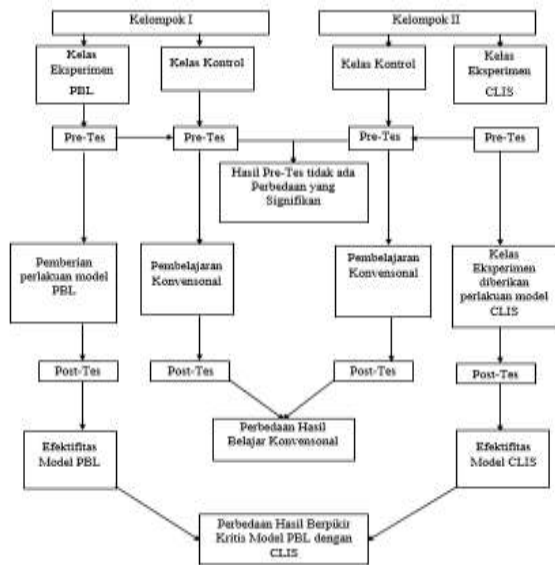 Kelompok I
Kelompok II
Kelas
Eksperimen
PBL
Kelas Kontrol
Kelas Kontrol
Kelas
Eksperimen
CLIS
Pre-Tes
Pre-Tes
Pre-Tes
Pre-Tes
Hasil Pre-Tes tidak ada
Perbedaan yang
Signifikan
Pemberian
perlakuan model
PBL
Pembelajaran
Konvensonal
Pembelajaran
Konvensonal
Kelas
Eksperimen
diberikan
perlakuan model
CLIS
Post-Tes
Post-Tes
Post-Tes
Post-Tes
Perbedaan Hasil
Belajar Konvensonal
Efektifitas
Model PBL
Efektifitas
Model CLIS
Perbedaan Hasil Berpikir
Kritis Model PBL dengan
CLIS